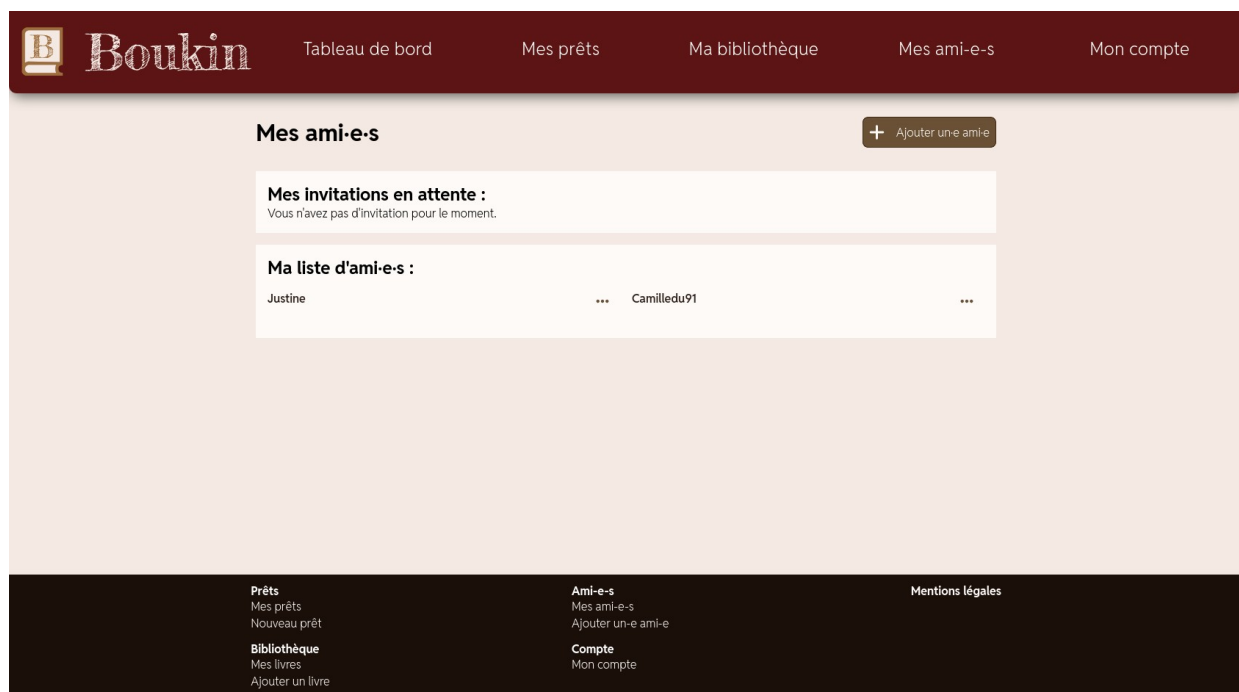 B Boukin Tableau de bord Mes prêts Ma bibliothèque Mes ami-e-s Mon compte
Mes ami·e·s
+ Ajouter un·e ami·e
Mes invitations en attente :
Vous n'avez pas d'invitation pour le moment.
Ma liste d'ami·e·s :
Justine ... Camilledu91 ...
Prêts
Mes prêts
Nouveau prêt
Bibliothèque
Mes livres
Ajouter un livre
Ami-e-s
Mes ami-e-s
Ajouter un-e ami-e
Compte
Mon compte
Mentions légales